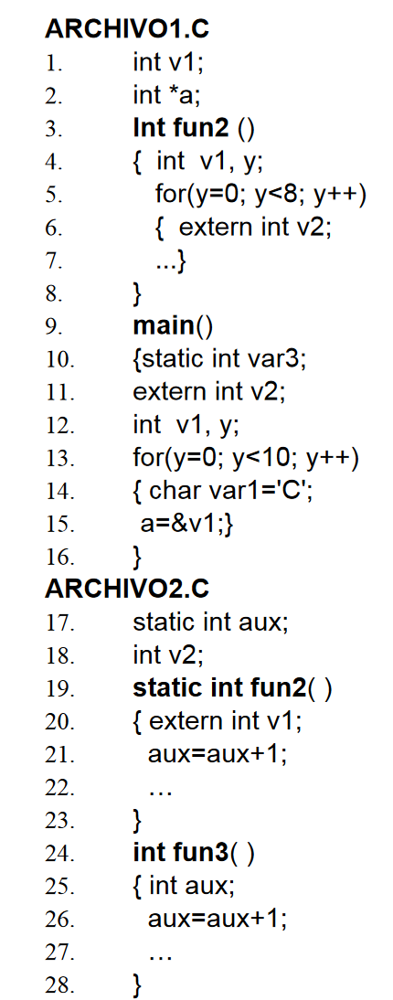 ARCHIVO1.C
1. int v1;
2. int *a;
3. Int fun2 ()
4. { int v1, y;
5. for(y=0; y<8; y++)
6. { extern int v2;
7. ...}
8. }
9. main()
10. {static int var3;
11. extern int v2;
12. int v1, y;
13. for(y=0; y<10; y++)
14. { char var1='C';
15. a=&v1;}
16. }
ARCHIVO2.C
17. static int aux;
18. int v2;
19. static int fun2( )
20. { extern int v1;
21. aux=aux+1;
22. ...
23. }
24. int fun3( )
25. { int aux;
26. aux=aux+1;
27. ...
28. }